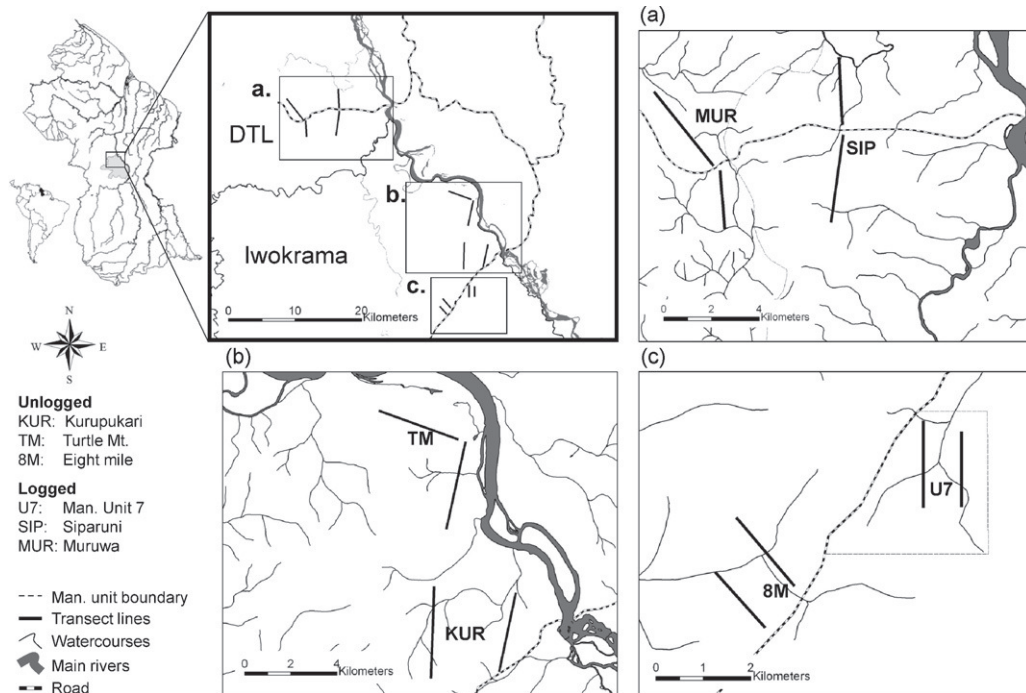 a.
DTL
b.
Iwokrama
c.
0 10 20
Kilometers
(a)
MUR
SIP
0 2 4
Kilometers
N
W E
S
Unlogged
KUR: Kurupukari
TM: Turtle Mt.
8M: Eight mile
Logged
U7: Man. Unit 7
SIP: Siparuni
MUR: Muruwa
Man. unit boundary
Transect lines
Watercourses
Main rivers
Road
(b)
TM
KUR
0 2 4
Kilometers
(c)
U7
8M
0 1 2
Kilometers